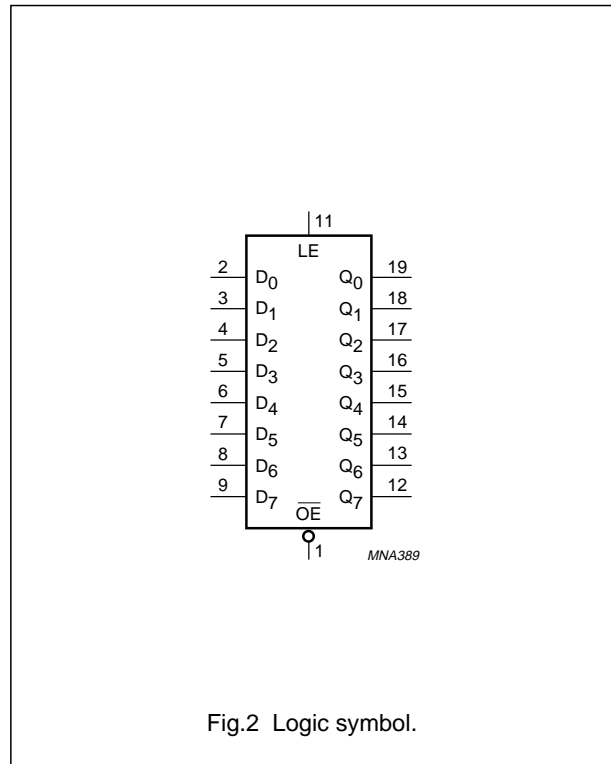 11
LE
2 D0 Q0 19
3 D1 Q1 18
4 D2 Q2 17
5 D3 Q3 16
6 D4 Q4 15
7 D5 Q5 14
8 D6 Q6 13
9 D7 Q7 12
OE
1
MNA389
Fig.2 Logic symbol.